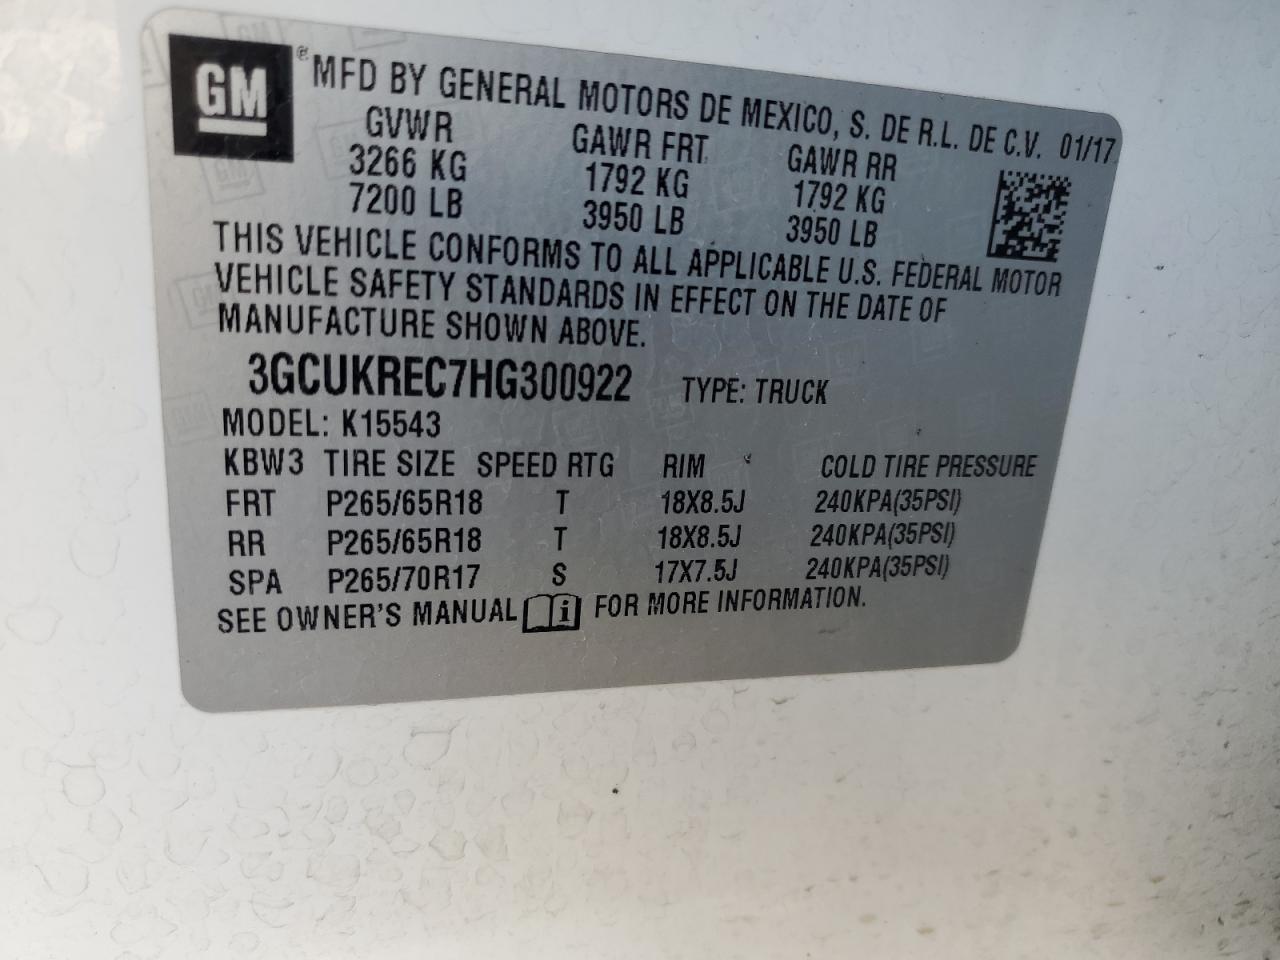 GM ® MFD BY GENERAL MOTORS DE MEXICO, S. DE R.L. DE C.V. 01/17
GVWR GAWR FRT GAWR RR
3266 KG 1792 KG 1792 KG
7200 LB 3950 LB 3950 LB
THIS VEHICLE CONFORMS TO ALL APPLICABLE U.S. FEDERAL MOTOR
VEHICLE SAFETY STANDARDS IN EFFECT ON THE DATE OF
MANUFACTURE SHOWN ABOVE.
3GCUKREC7HG300922 TYPE: TRUCK
MODEL: K15543
KBW3 TIRE SIZE SPEED RTG RIM COLD TIRE PRESSURE
FRT P265/65R18 T 18X8.5J 240KPA(35PSI)
RR P265/65R18 T 18X8.5J 240KPA(35PSI)
SPA P265/70R17 S 17X7.5J 240KPA(35PSI)
SEE OWNER'S MANUAL i FOR MORE INFORMATION.